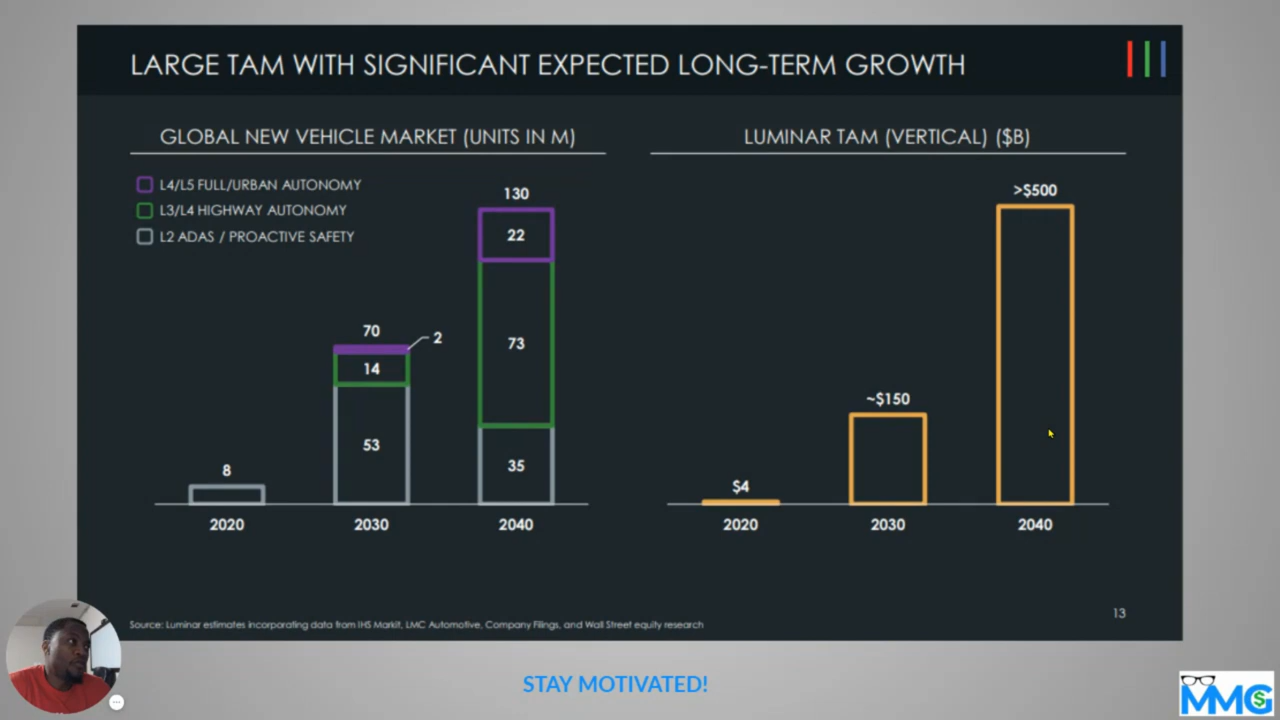 LARGE TAM WITH SIGNIFICANT EXPECTED LONG-TERM GROWTH
GLOBAL NEW VEHICLE MARKET (UNITS IN M)
L4/L5 FULL/URBAN AUTONOMY
L3/L4 HIGHWAY AUTONOMY
L2 ADAS / PROACTIVE SAFETY
130
22
73
35
70
2
14
53
8
2020
2030
2040
LUMINAR TAM (VERTICAL) ($B)
>$500
~$150
$4
2020
2030
2040
13
Source: Luminar estimates incorporating data from IHS Markit, LMC Automotive, Company Filings, and Wall Street equity research
STAY MOTIVATED!
MMG
$